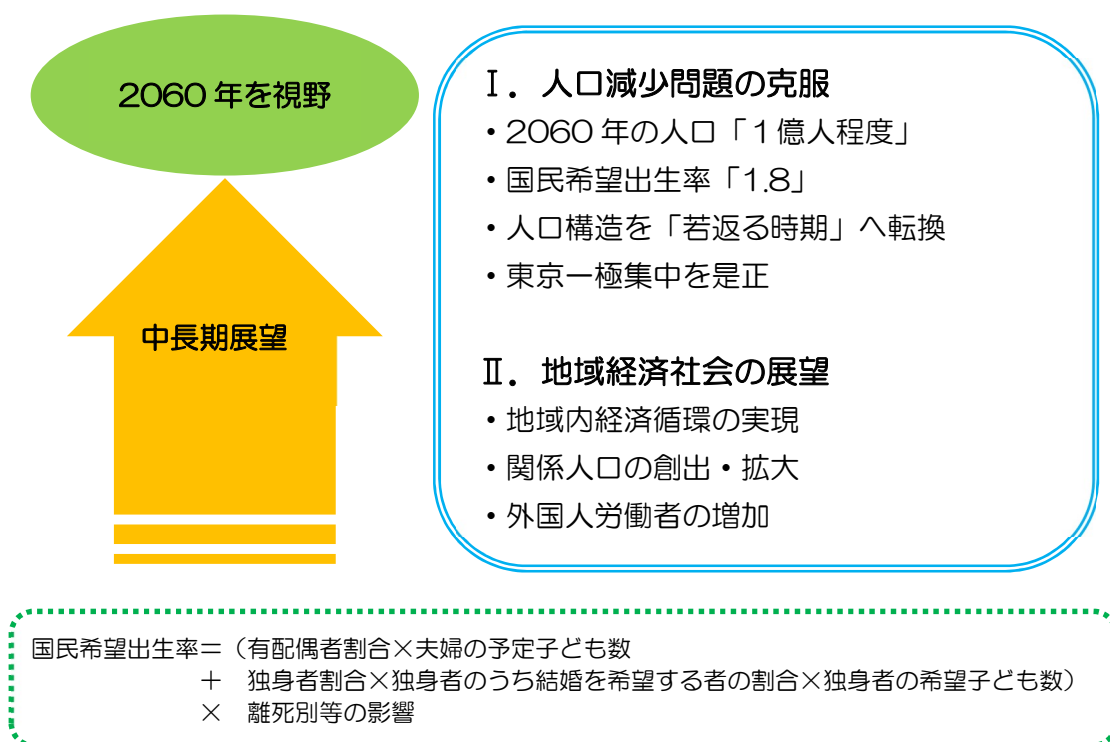 2060 年を視野
中長期展望
Ⅰ．人口減少問題の克服
・2060 年の人口「１億人程度」
・国民希望出生率「1.8」
・人口構造を「若返る時期」へ転換
・東京一極集中を是正
Ⅱ．地域経済社会の展望
・地域内経済循環の実現
・関係人口の創出・拡大
・外国人労働者の増加
国民希望出生率＝（有配偶者割合×夫婦の予定子ども数
＋　独身者割合×独身者のうち結婚を希望する者の割合×独身者の希望子ども数）
×　離死別等の影響